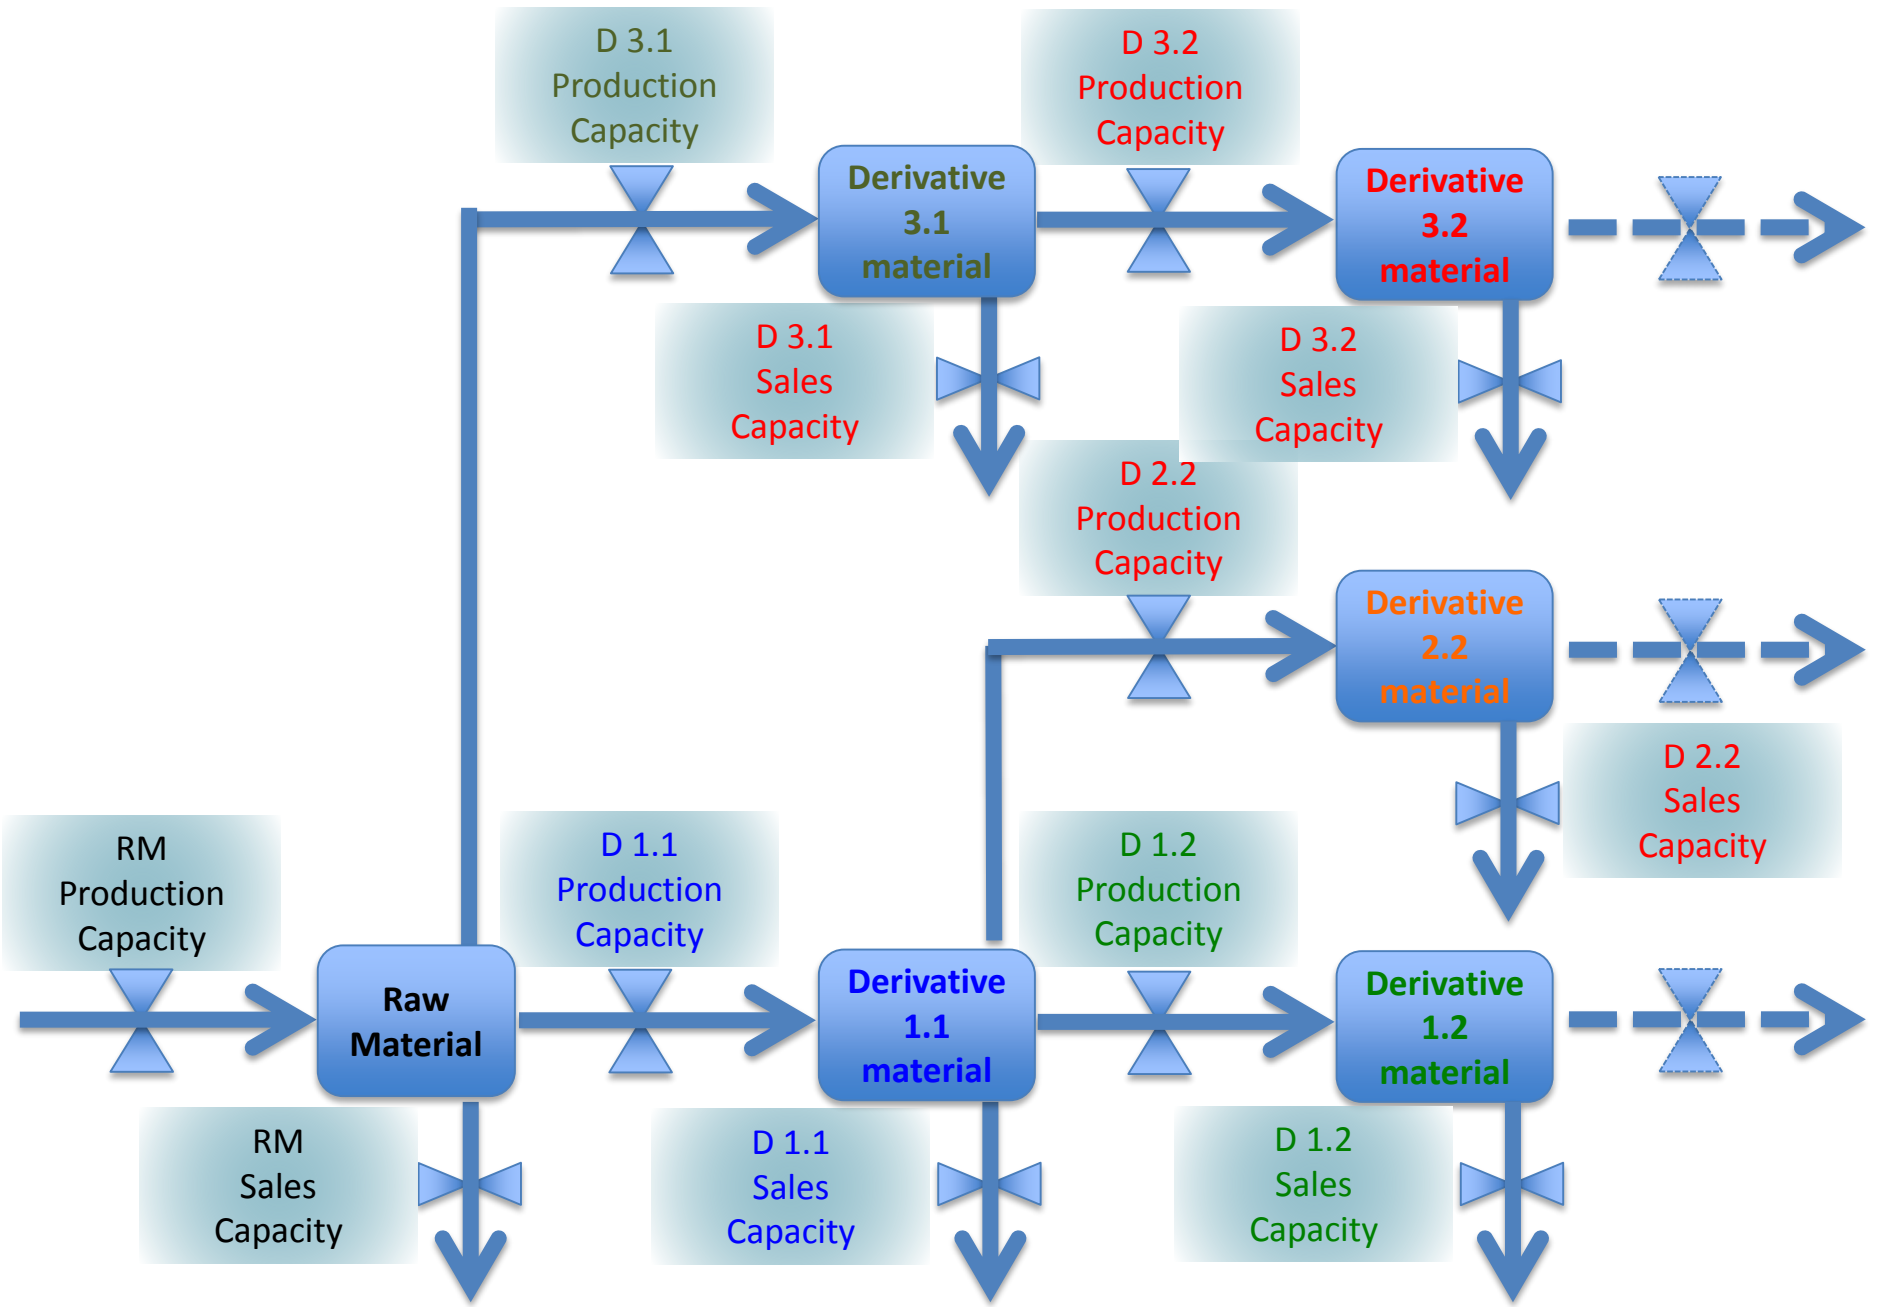 D 3.1
Production
Capacity
D 3.2
Production
Capacity
Derivative
3.1
material
Derivative
3.2
material
D 3.1
Sales
Capacity
D 3.2
Sales
Capacity
D 2.2
Production
Capacity
Derivative
2.2
material
D 2.2
Sales
Capacity
RM
Production
Capacity
D 1.1
Production
Capacity
D 1.2
Production
Capacity
Raw
Material
Derivative
1.1
material
Derivative
1.2
material
RM
Sales
Capacity
D 1.1
Sales
Capacity
D 1.2
Sales
Capacity